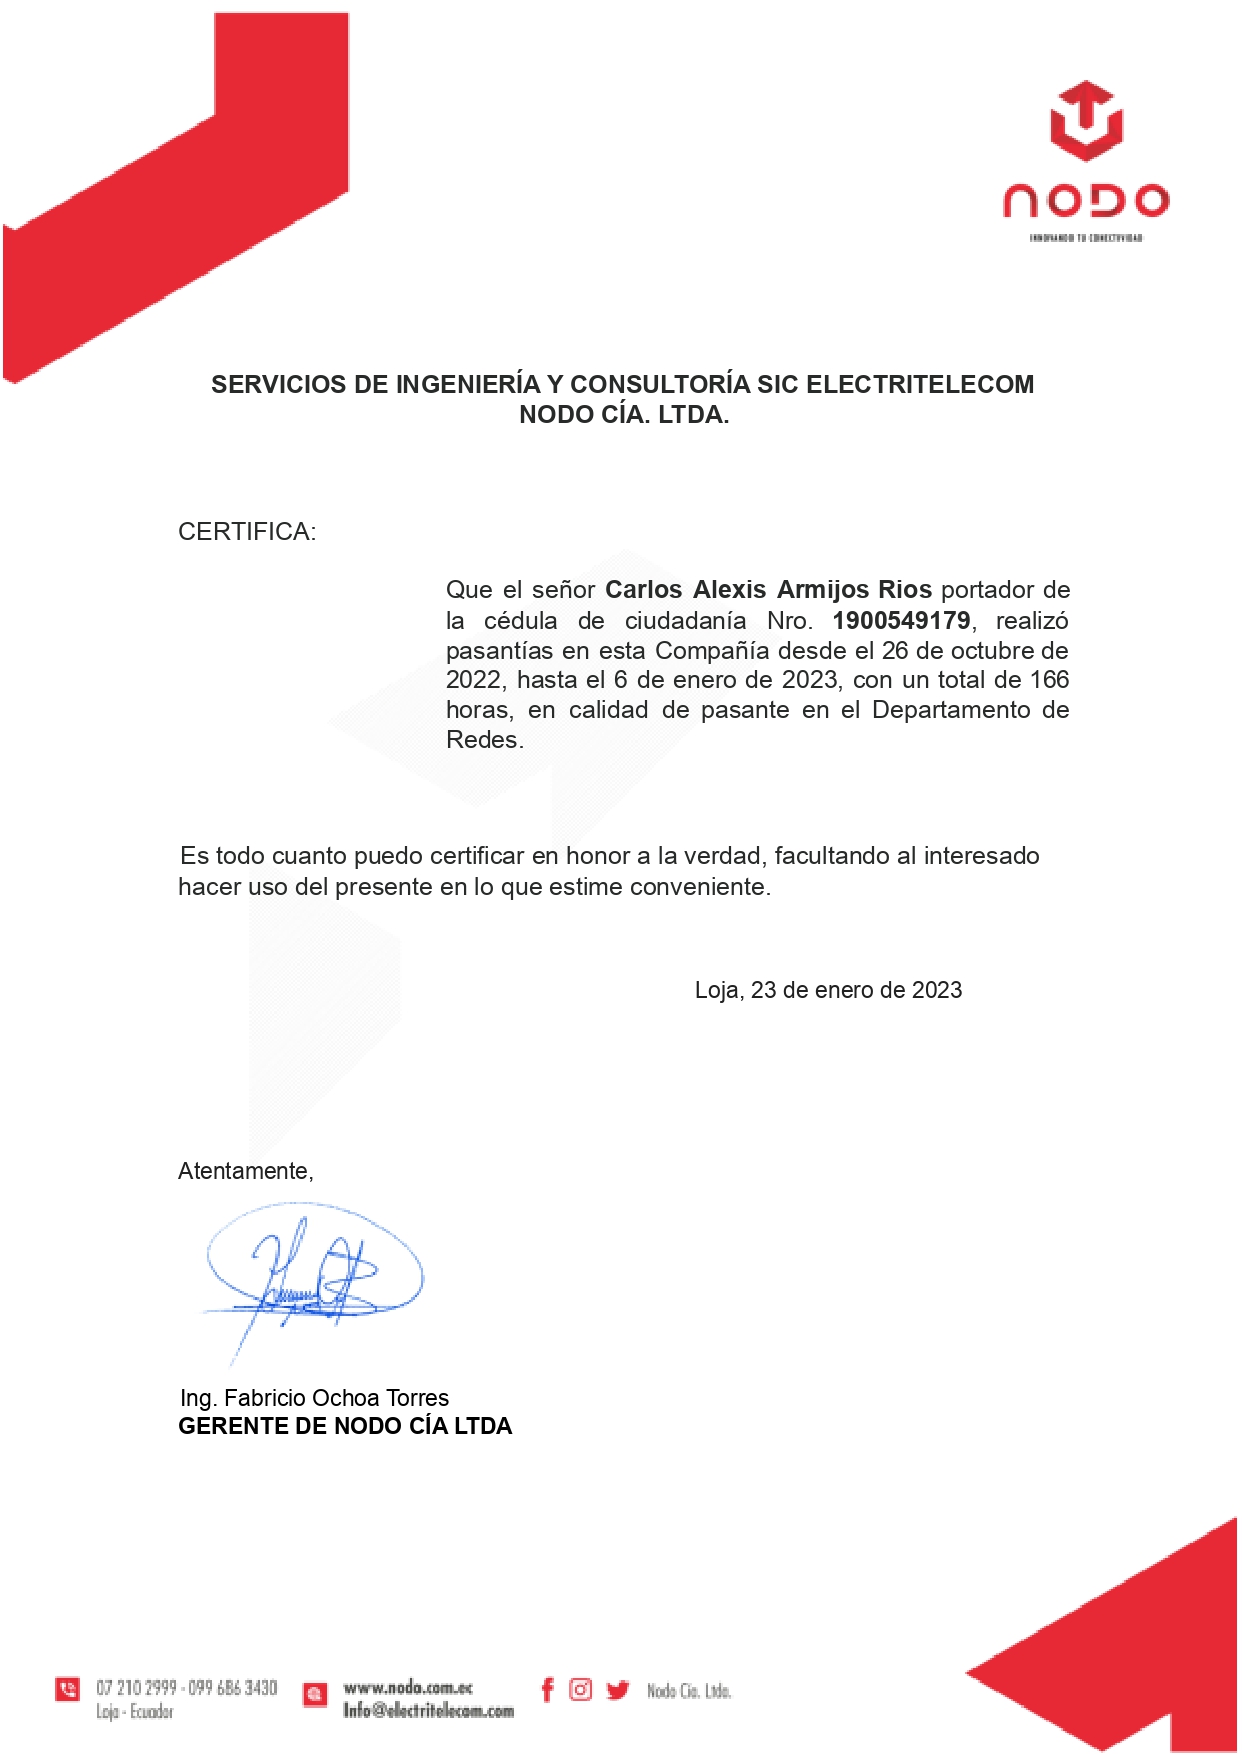 NODO
INNOVANDO TU CONECTIVIDAD
SERVICIOS DE INGENIERÍA Y CONSULTORÍA SIC ELECTRITELECOM
NODO CÍA. LTDA.
CERTIFICA:
Que el señor Carlos Alexis Armijos Rios portador de
la cédula de ciudadanía Nro. 1900549179, realizó
pasantías en esta Compañía desde el 26 de octubre de
2022, hasta el 6 de enero de 2023, con un total de 166
horas, en calidad de pasante en el Departamento de
Redes.
Es todo cuanto puedo certificar en honor a la verdad, facultando al interesado
hacer uso del presente en lo que estime conveniente.
Loja, 23 de enero de 2023
Atentamente,
Ing. Fabricio Ochoa Torres
GERENTE DE NODO CÍA LTDA
07 210 2999 - 099 686 3430
Loja - Ecuador
www.nodo.com.ec
Info@electritelecom.com
Nodo Cia. Ltda.